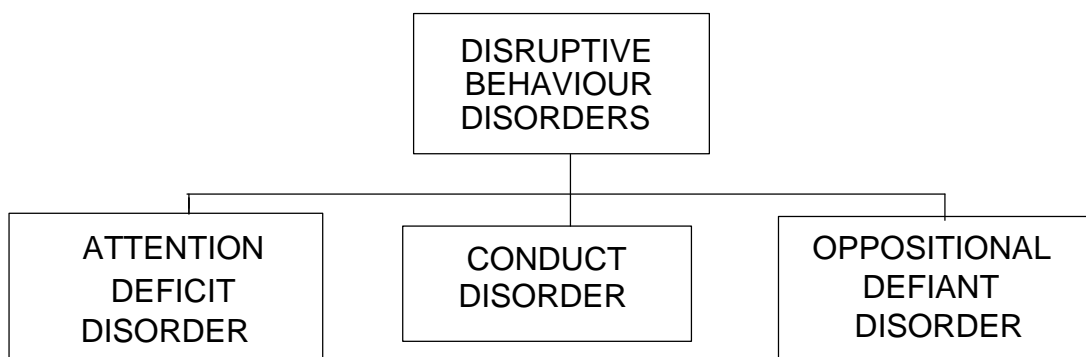 DISRUPTIVE
BEHAVIOUR
DISORDERS
ATTENTION
DEFICIT
DISORDER
CONDUCT
DISORDER
OPPOSITIONAL
DEFIANT
DISORDER